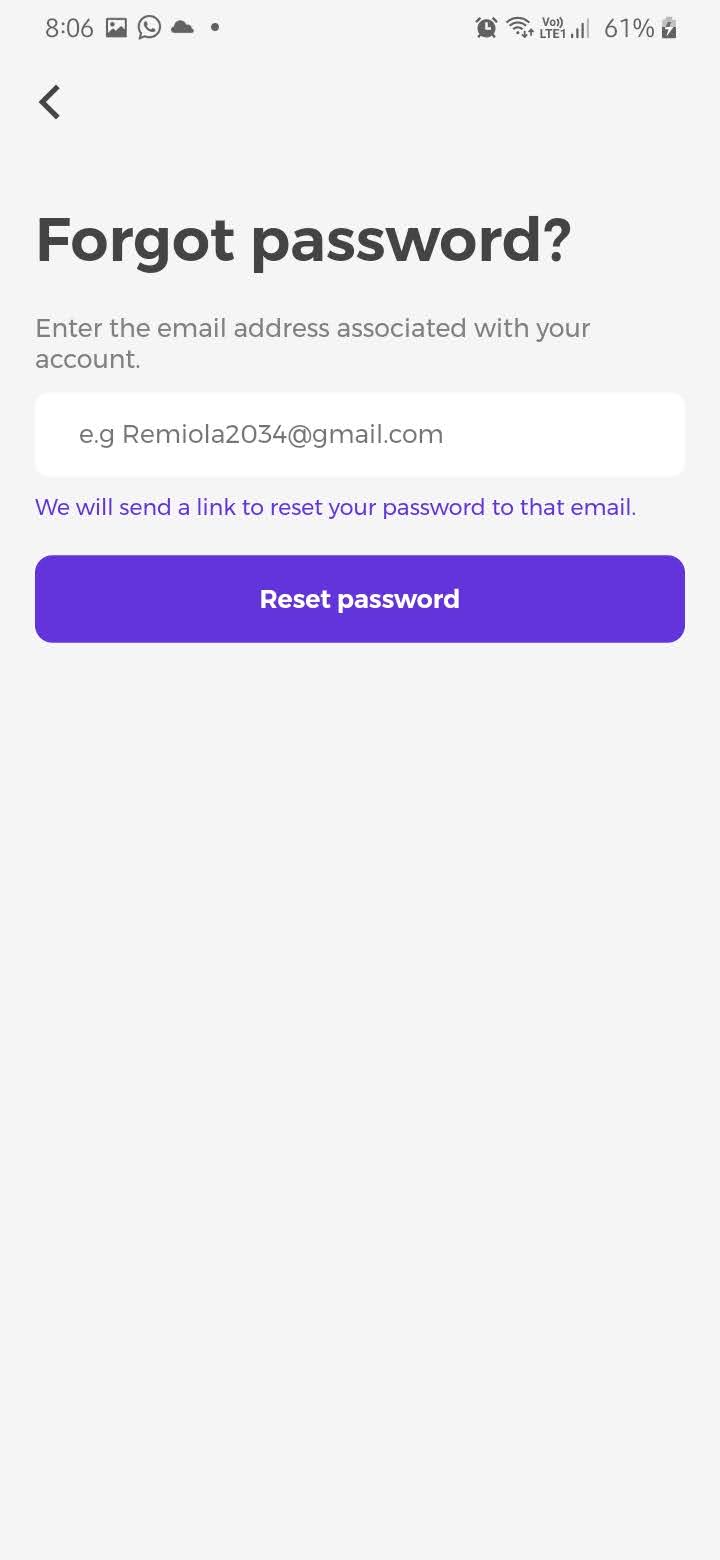 8:06
Vo)) LTE1 61%
Forgot password?
Enter the email address associated with your
account.
e.g Remiola2034@gmail.com
We will send a link to reset your password to that email.
Reset password